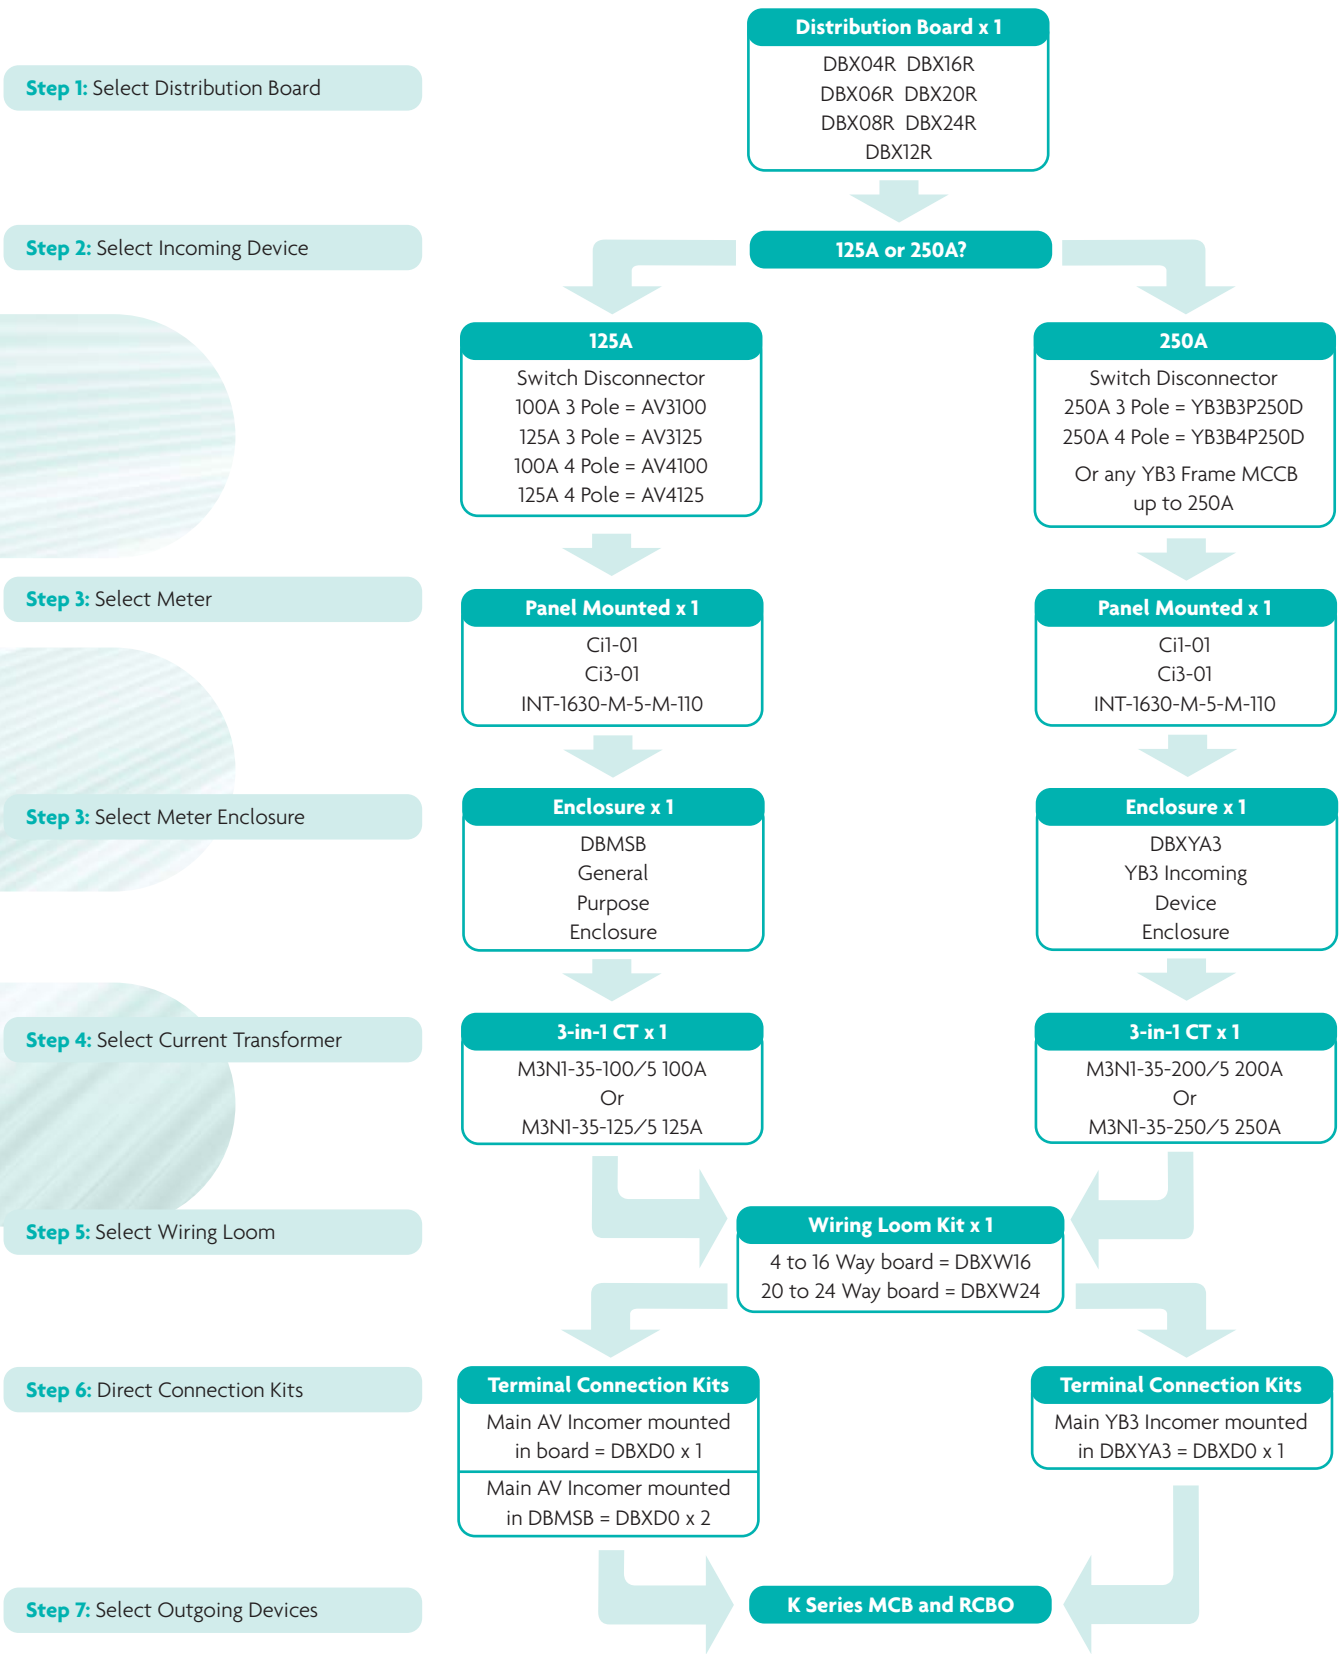 Distribution Board x 1
DBX04R DBX16R
DBX06R DBX20R
DBX08R DBX24R
DBX12R
Step 1: Select Distribution Board
Step 2: Select Incoming Device
125A or 250A?
125A
Switch Disconnector
100A 3 Pole = AV3100
125A 3 Pole = AV3125
100A 4 Pole = AV4100
125A 4 Pole = AV4125
250A
Switch Disconnector
250A 3 Pole = YB3B3P250D
250A 4 Pole = YB3B4P250D
Or any YB3 Frame MCCB
up to 250A
Step 3: Select Meter
Panel Mounted x 1
Ci1-01
Ci3-01
INT-1630-M-5-M-110
Panel Mounted x 1
Ci1-01
Ci3-01
INT-1630-M-5-M-110
Step 3: Select Meter Enclosure
Enclosure x 1
DBMSB
General
Purpose
Enclosure
Enclosure x 1
DBXYA3
YB3 Incoming
Device
Enclosure
Step 4: Select Current Transformer
3-in-1 CT x 1
M3N1-35-100/5 100A
Or
M3N1-35-125/5 125A
3-in-1 CT x 1
M3N1-35-200/5 200A
Or
M3N1-35-250/5 250A
Step 5: Select Wiring Loom
Wiring Loom Kit x 1
4 to 16 Way board = DBXW16
20 to 24 Way board = DBXW24
Step 6: Direct Connection Kits
Terminal Connection Kits
Main AV Incomer mounted
in board = DBXD0 x 1
Main AV Incomer mounted
in DBMSB = DBXD0 x 2
Terminal Connection Kits
Main YB3 Incomer mounted
in DBXYA3 = DBXD0 x 1
Step 7: Select Outgoing Devices
K Series MCB and RCBO